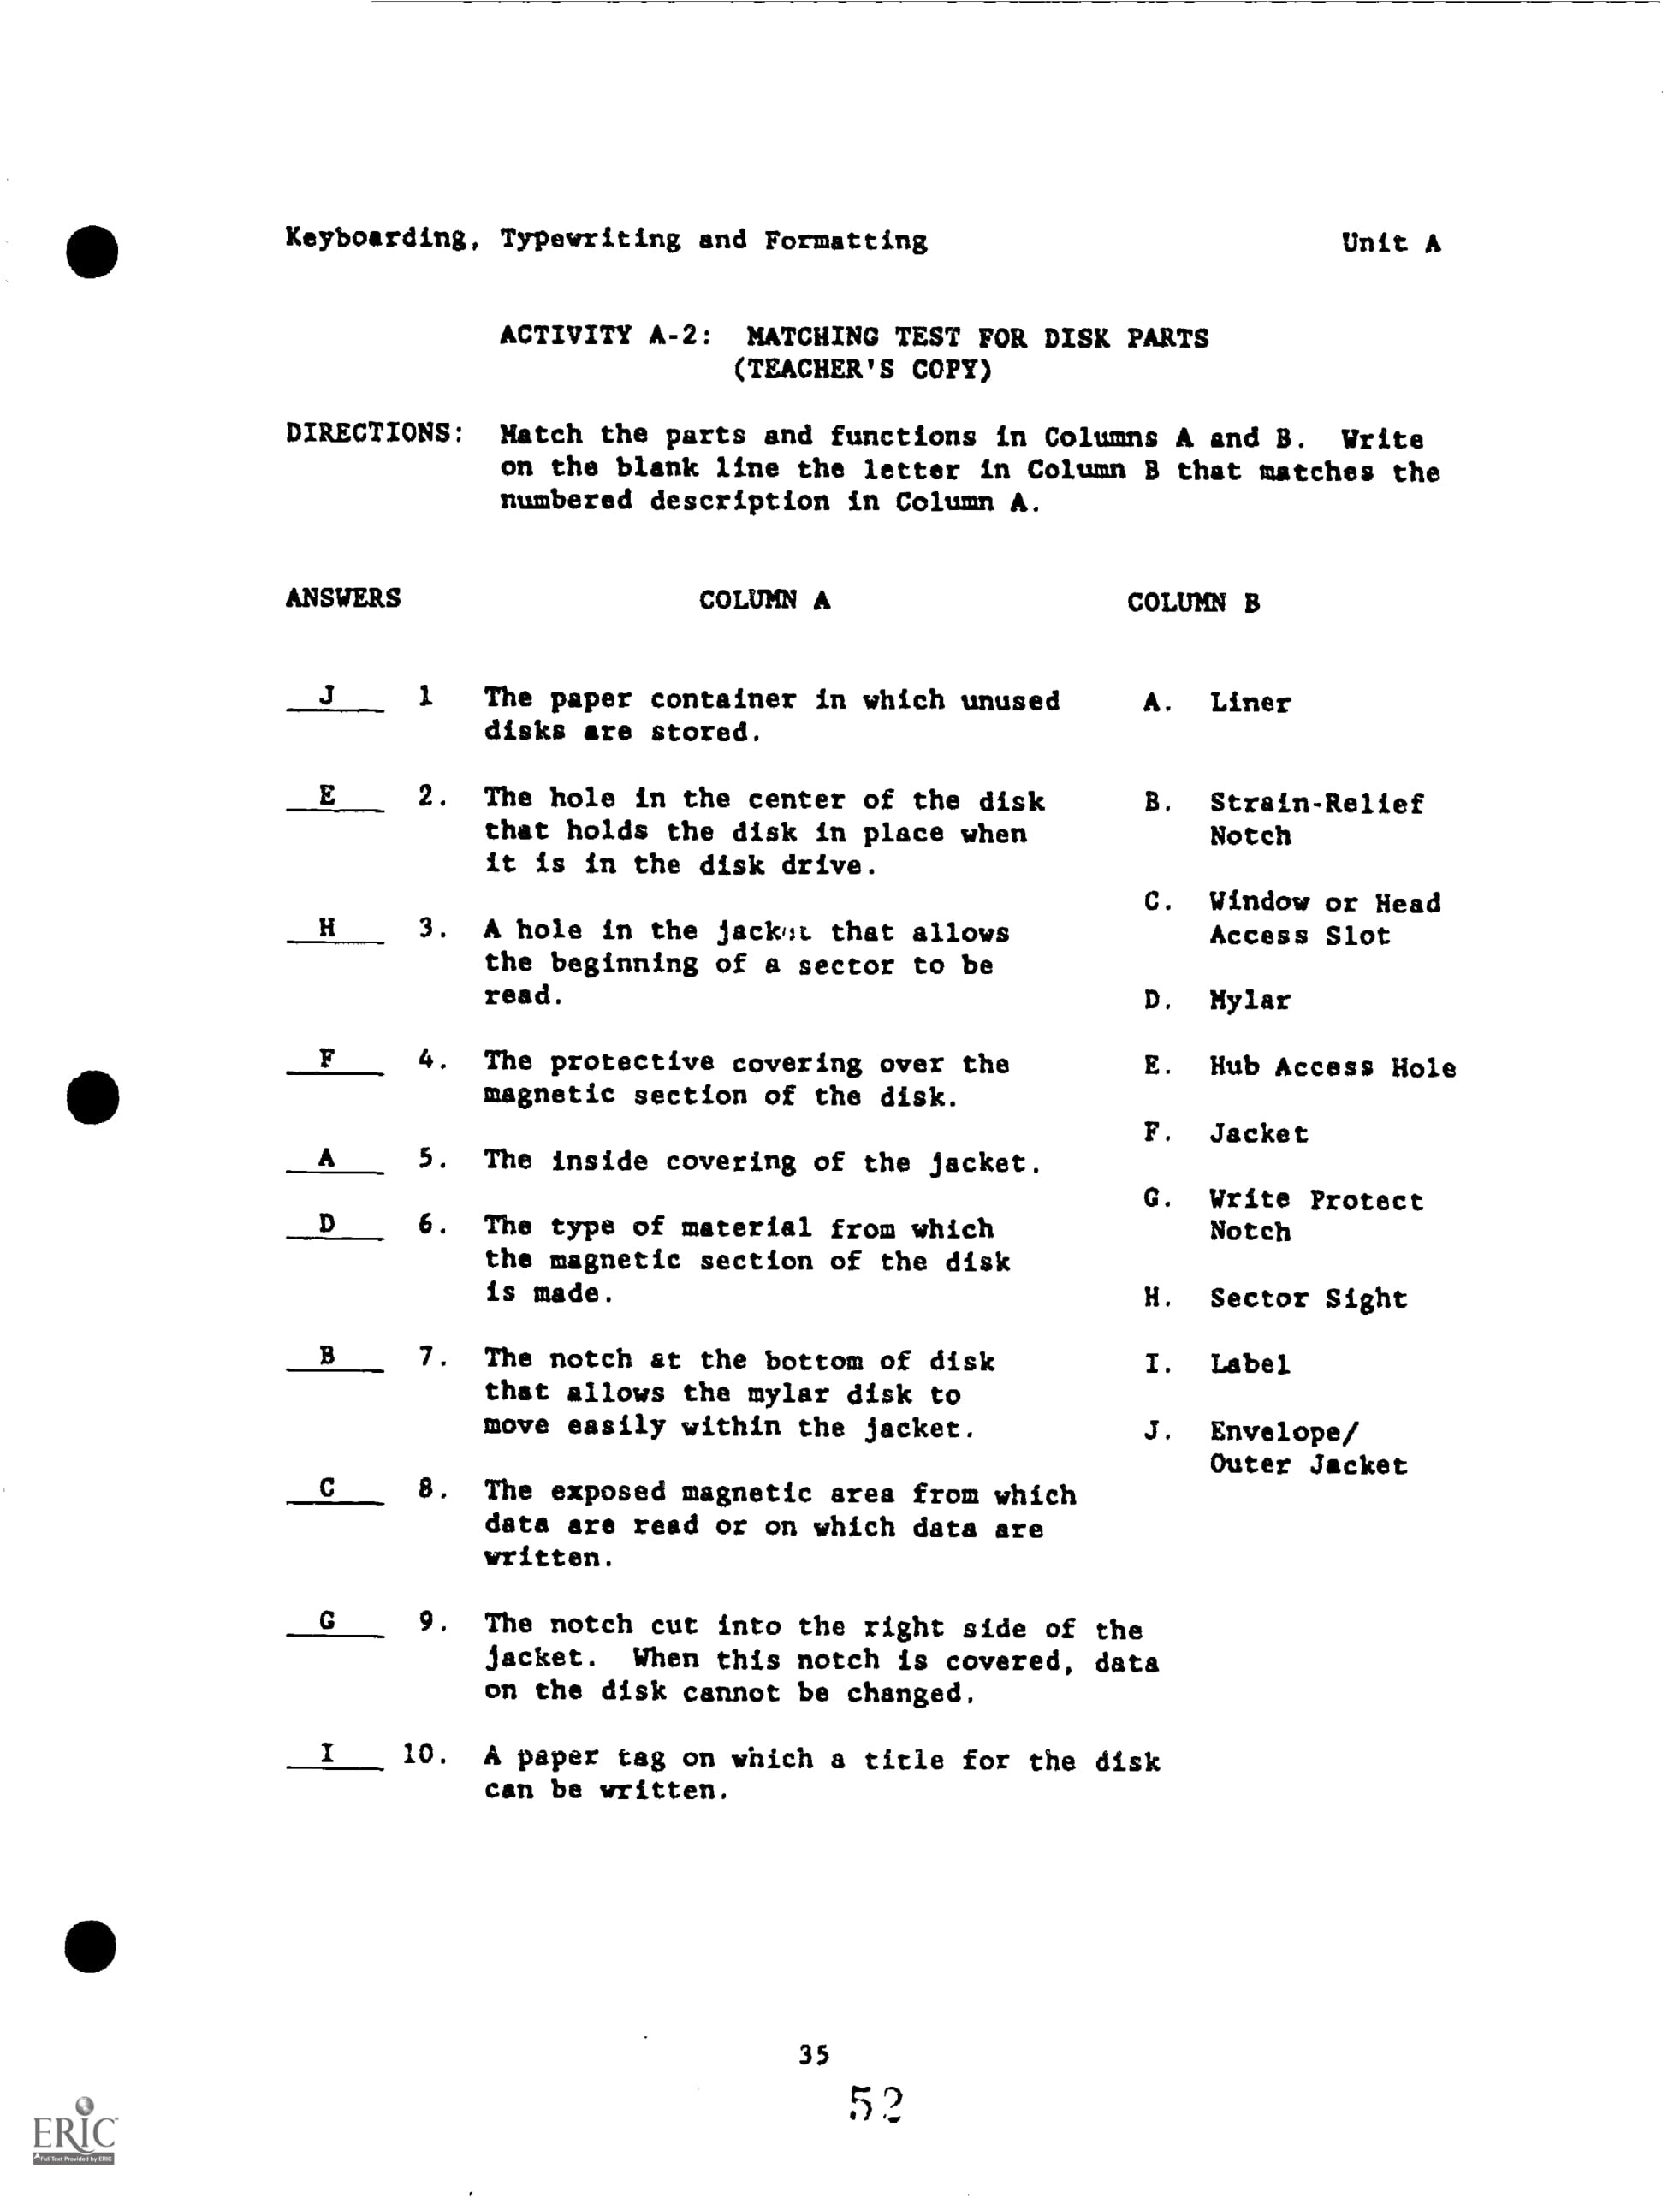 Keyboarding, Typewriting and Formatting Unit A
ACTIVITY A-2: MATCHING TEST FOR DISK PARTS
(TEACHER'S COPY)
DIRECTIONS: Match the parts and functions in Columns A and B. Write
on the blank line the letter in Column B that matches the
numbered description in Column A.
ANSWERS COLUMN A COLUMN B
J 1 The paper container in which unused
disks are stored.
E 2. The hole in the center of the disk
that holds the disk in place when
it is in the disk drive.
H 3. A hole in the jacket that allows
the beginning of a sector to be
read.
F 4. The protective covering over the
magnetic section of the disk.
A 5. The inside covering of the jacket.
D 6. The type of material from which
the magnetic section of the disk
is made.
B 7. The notch at the bottom of disk
that allows the mylar disk to
move easily within the jacket.
C 8. The exposed magnetic area from which
data are read or on which data are
written.
G 9. The notch cut into the right side of the
jacket. When this notch is covered, data
on the disk cannot be changed.
I 10. A paper tag on which a title for the disk
can be written.
A. Liner
B. Strain-Relief
Notch
C. Window or Head
Access Slot
D. Mylar
E. Hub Access Hole
F. Jacket
G. Write Protect
Notch
H. Sector Sight
I. Label
J. Envelope/
Outer Jacket
35
52
ERIC
Full Text Provided by ERIC